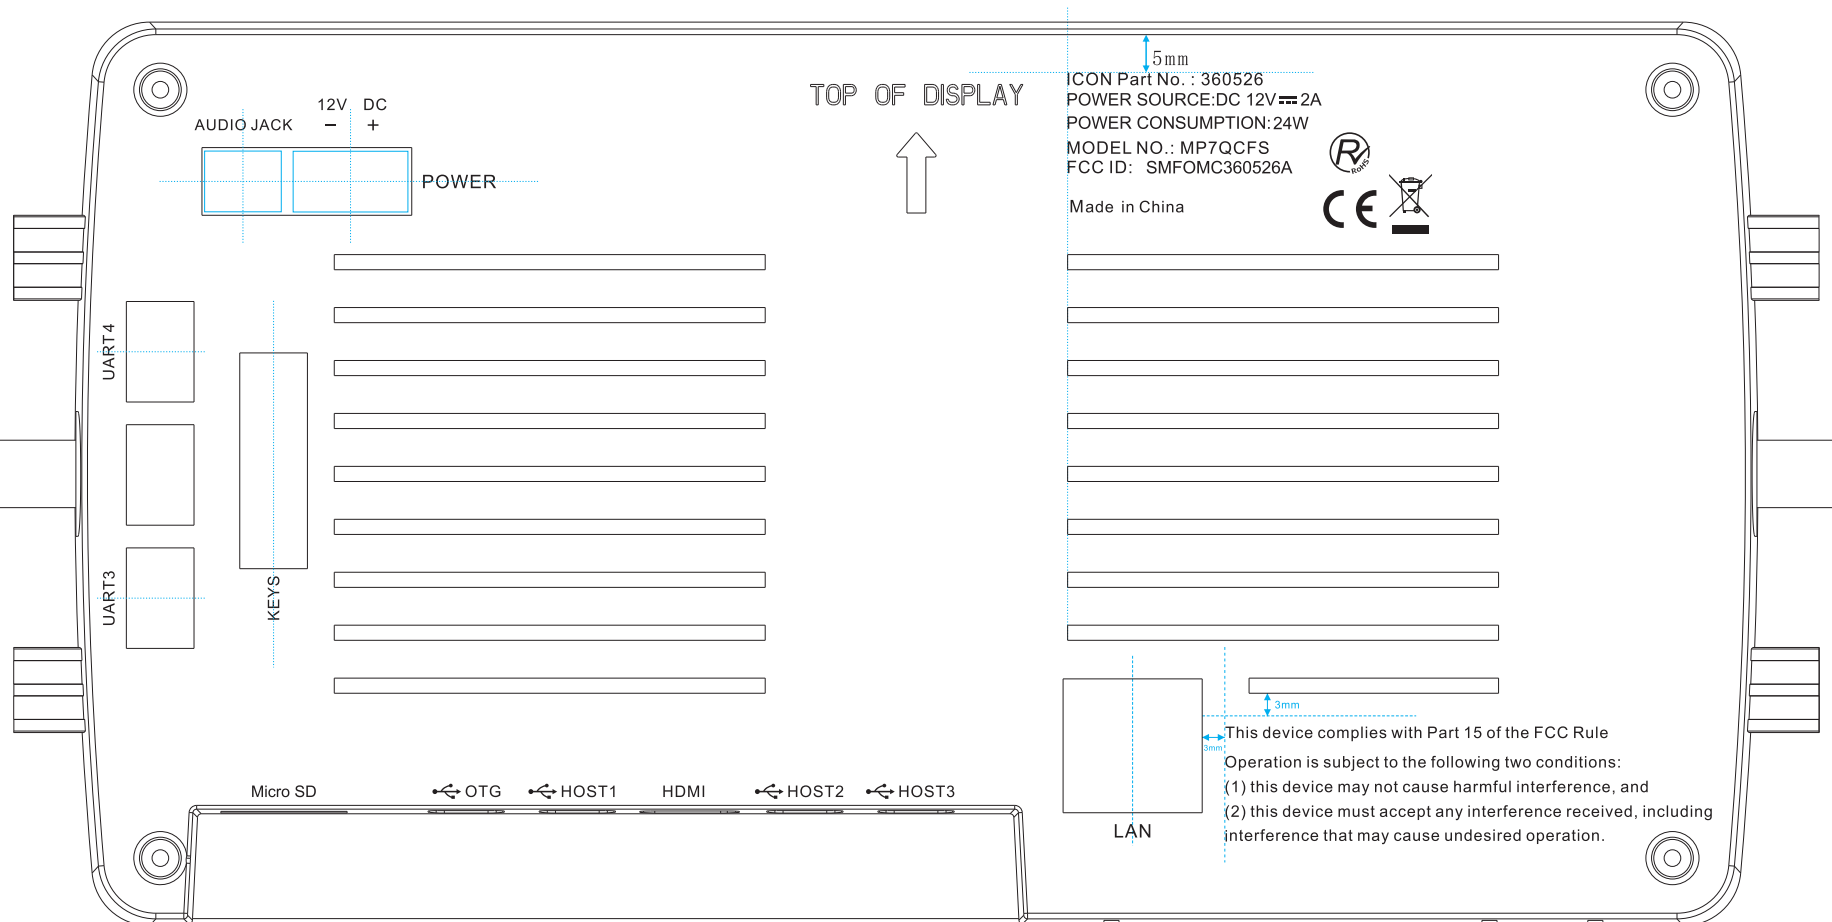 5mm
TOP OF DISPLAY
ICON Part No. : 360526
POWER SOURCE:DC 12V⎓2A
POWER CONSUMPTION:24W
MODEL NO.: MP7QCFS
FCC ID: SMFOMC360526A
RoHS
Made in China
CE
12V DC
− +
AUDIO JACK
POWER
UART4
UART3
KEYS
3mm
3mm
This device complies with Part 15 of the FCC Rule
Operation is subject to the following two conditions:
(1) this device may not cause harmful interference, and
(2) this device must accept any interference received, including
interference that may cause undesired operation.
Micro SD
OTG
HOST1
HDMI
HOST2
HOST3
LAN